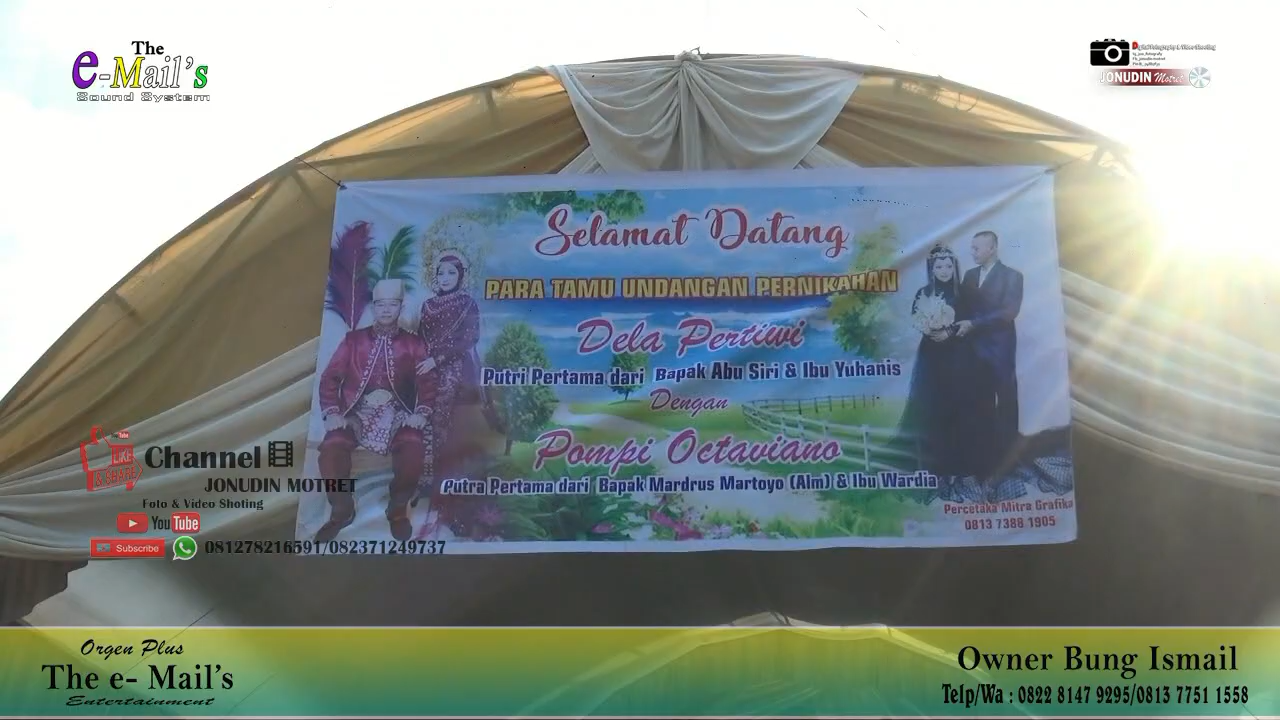 The
e-Mail's
Sound System
JONUDIN Motret
Selamat Datang
PARA TAMU UNDANGAN PERNIKAHAN
Dela Pertiwi
Putri Pertama dari Bapak Abu Siri & Ibu Yuhanis
Dengan
Pompi Octaviano
Putra Pertama dari Bapak Mardrus Martoyo (Alm) & Ibu Wardia
Percetaka Mitra Grafika
0813 7388 1905
LIKE
& SHARE
Channel
JONUDIN MOTRET
Foto & Video Shoting
YouTube
Subscribe
081278216591/082371249737
Orgen Plus
The e- Mail's
Entertainment
Owner Bung Ismail
Telp/Wa : 0822 8147 9295/0813 7751 1558